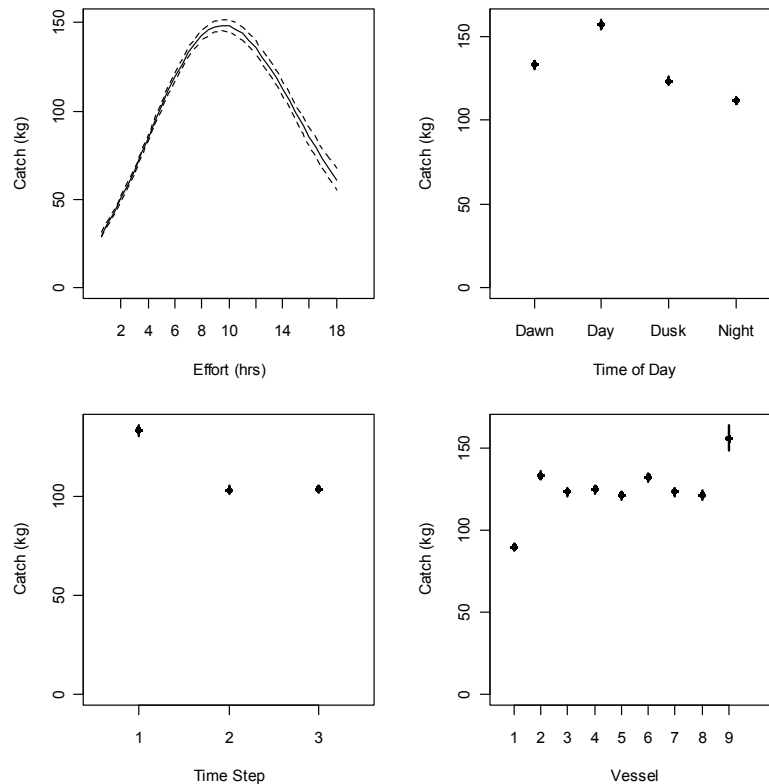 Catch (kg)
0 50 100 150
2 4 6 8 10 14 18
Effort (hrs)
Catch (kg)
0 50 100 150
Dawn Day Dusk Night
Time of Day
Catch (kg)
0 50 100
1 2 3
Time Step
Catch (kg)
0 50 100 150
1 2 3 4 5 6 7 8 9
Vessel